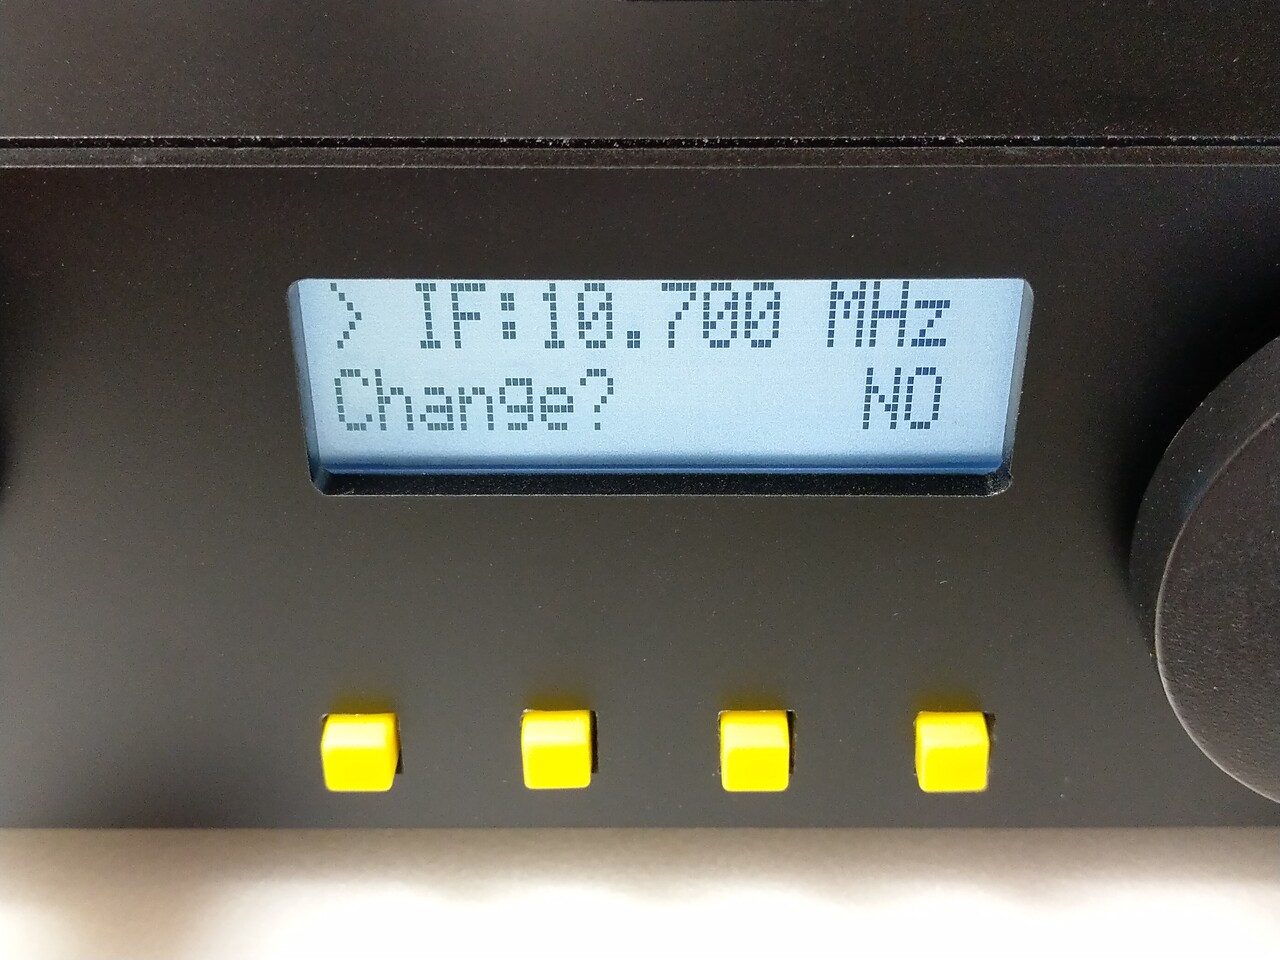 > IF:10.700 MHz
Change? NO